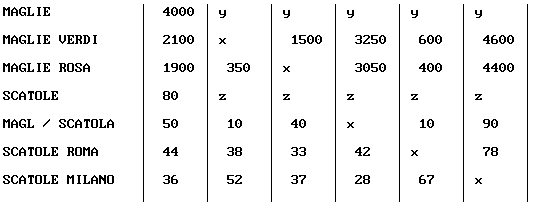 MAGLIE 4000 y y y y y
MAGLIE VERDI 2100 x 1500 3250 600 4600
MAGLIE ROSA 1900 350 x 3050 400 4400
SCATOLE 80 z z z z z
MAGL / SCATOLA 50 10 40 x 10 90
SCATOLE ROMA 44 38 33 42 x 78
SCATOLE MILANO 36 52 37 28 67 x